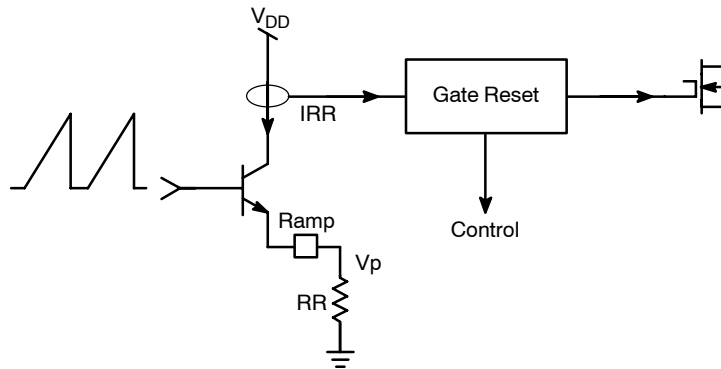 VDD
IRR
Gate Reset
Control
Ramp
Vp
RR